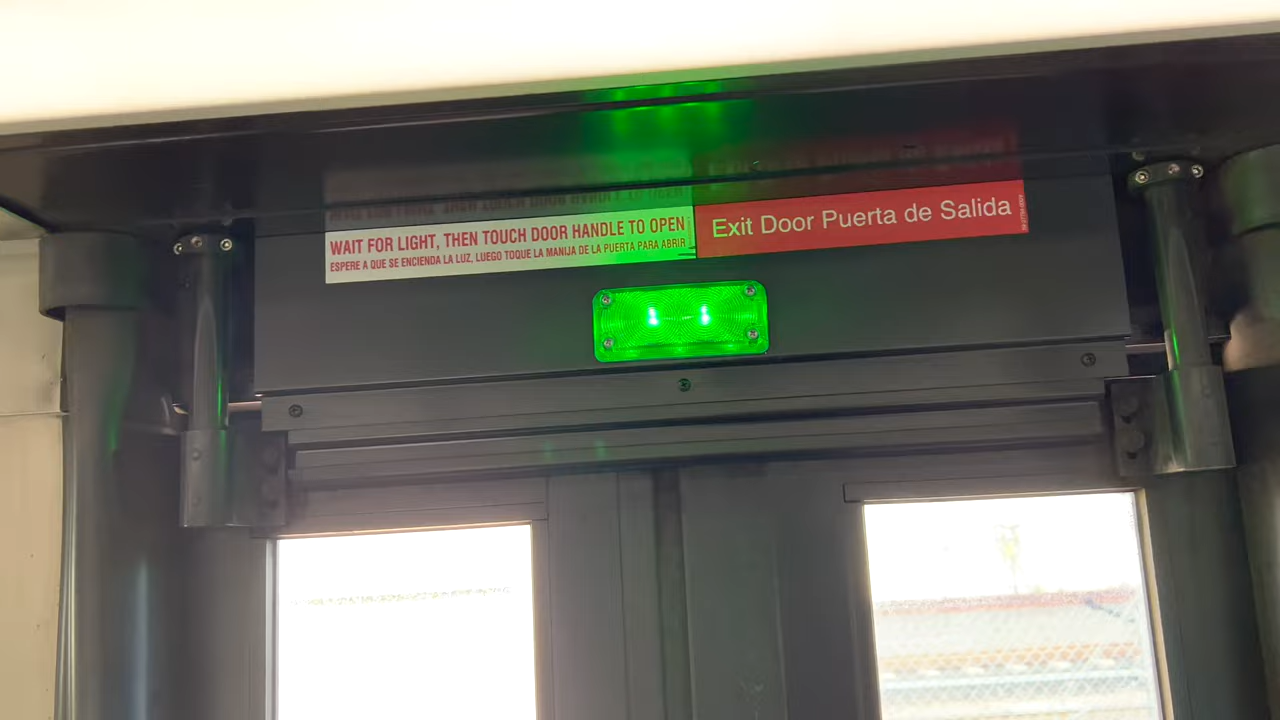 WAIT FOR LIGHT, THEN TOUCH DOOR HANDLE TO OPEN
ESPERE A QUE SE ENCIENDA LA LUZ, LUEGO TOQUE LA MANIJA DE LA PUERTA PARA ABRIR
Exit Door Puerta de Salida